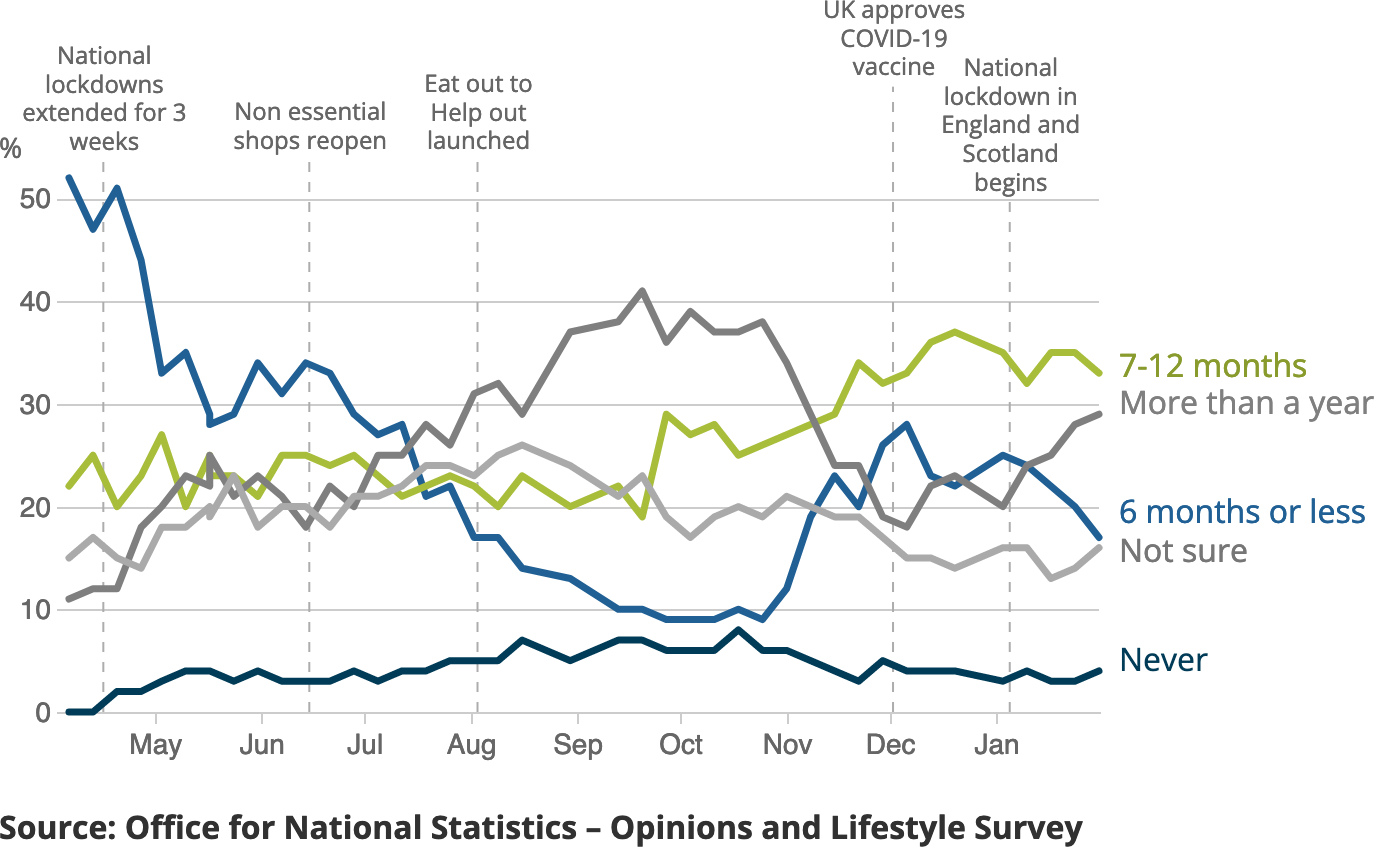 UK approves
COVID-19
vaccine
National
lockdowns
extended for 3
weeks
Non essential
shops reopen
Eat out to
Help out
launched
National
lockdown in
England and
Scotland
begins
%
50
40
30
20
10
0
7-12 months
More than a year
6 months or less
Not sure
Never
May Jun Jul Aug Sep Oct Nov Dec Jan
Source: Office for National Statistics – Opinions and Lifestyle Survey